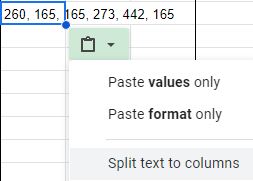 260, 165, 165, 273, 442, 165
Paste values only
Paste format only
Split text to columns